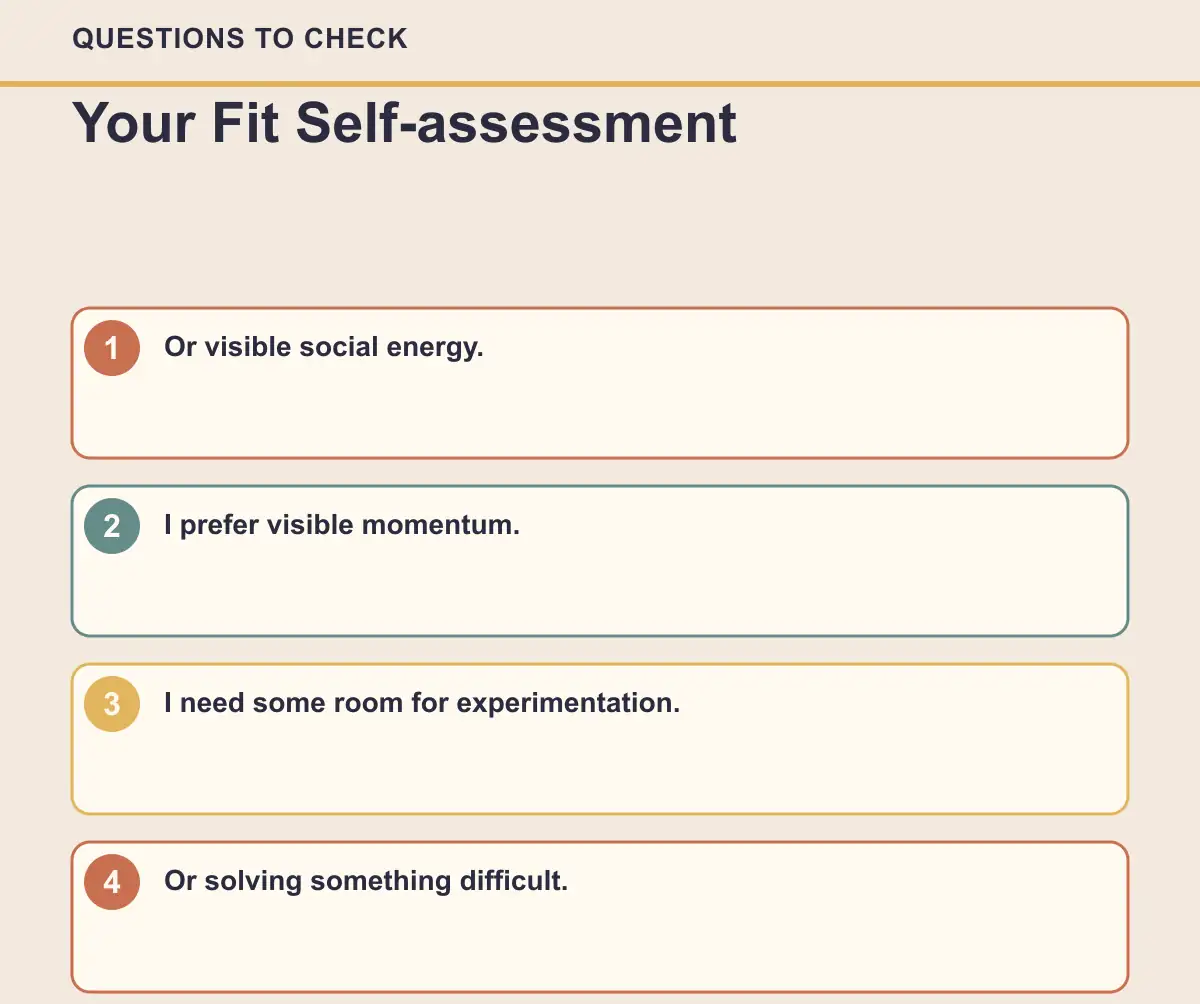 QUESTIONS TO CHECK
Your Fit Self-assessment
1
Or visible social energy.
2
I prefer visible momentum.
3
I need some room for experimentation.
4
Or solving something difficult.